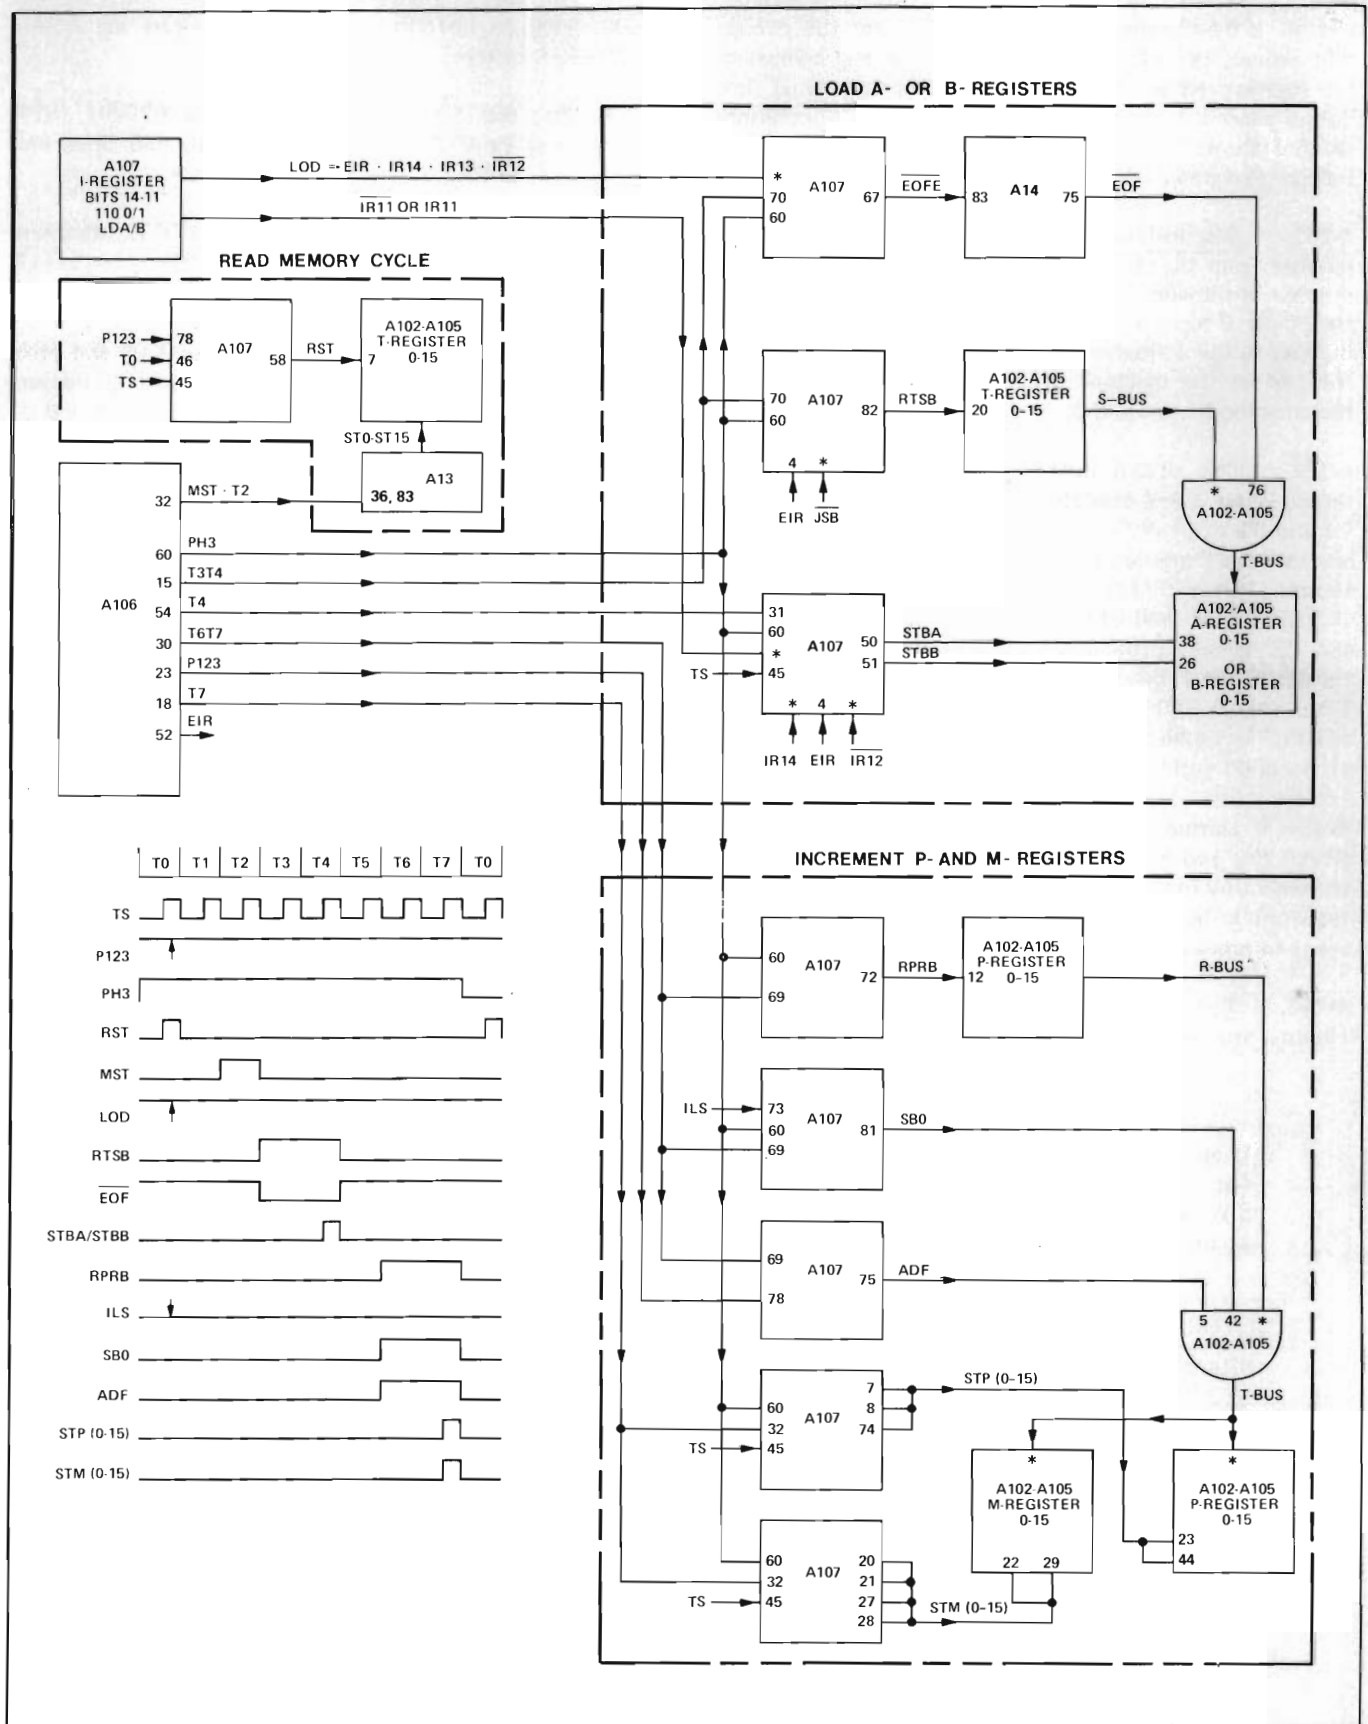 LOAD A- OR B- REGISTERS
A107
I-REGISTER
BITS 14-11
110 0/1
LDA/B
LOD = EIR · IR14 · IR13 · I̅R̅1̅2̅
I̅R̅1̅1̅ OR IR11
*
70
60
A107
67
E̅O̅F̅E̅
83
A14
75
E̅O̅F̅
READ MEMORY CYCLE
P123
T0
TS
78
46
45
A107
58
RST
7
A102-A105
T-REGISTER
0-15
ST0-ST15
A13
36, 83
70
60
A107
82
4
*
EIR
J̅S̅B̅
RTSB
20
A102-A105
T-REGISTER
0-15
S-BUS
*
76
A102-A105
T-BUS
A106
32
MST · T2
60
PH3
15
T3T4
54
T4
30
T6T7
23
P123
18
T7
52
EIR
31
60
*
45
TS
A107
50
STBA
51
STBB
*
4
*
IR14
EIR
I̅R̅1̅2̅
38
26
A102-A105
A-REGISTER
0-15
OR
B-REGISTER
0-15
T0 T1 T2 T3 T4 T5 T6 T7 T0
TS
P123
PH3
RST
MST
LOD
RTSB
E̅O̅F̅
STBA/STBB
RPRB
ILS
SB0
ADF
STP (0-15)
STM (0-15)
INCREMENT P- AND M- REGISTERS
60
69
A107
72
RPRB
12
A102-A105
P-REGISTER
0-15
R-BUS
ILS
73
60
69
A107
81
SB0
69
78
A107
75
ADF
5
42
*
A102-A105
T-BUS
60
32
45
TS
A107
7
8
74
STP (0-15)
*
A102-A105
M-REGISTER
0-15
22
29
*
A102-A105
P-REGISTER
0-15
23
44
60
32
45
TS
A107
20
21
27
28
STM (0-15)